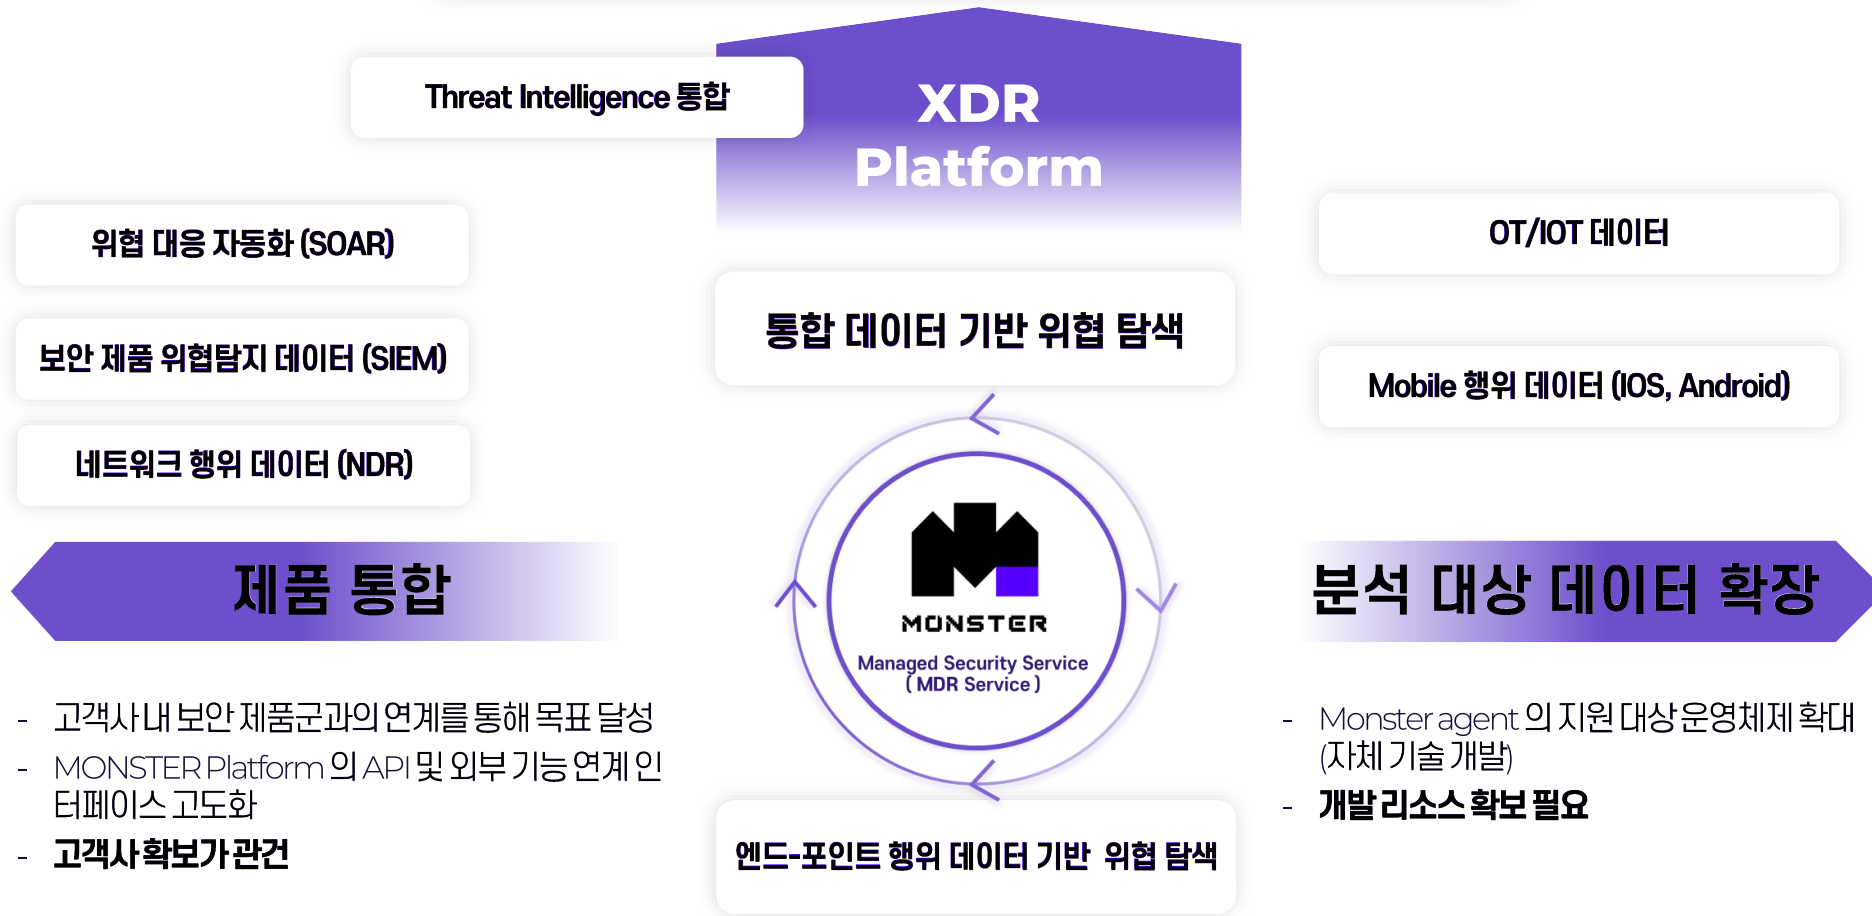 Threat Intelligence 통합
XDR
Platform
위협 대응 자동화 (SOAR)
보안 제품 위협탐지 데이터 (SIEM)
네트워크 행위 데이터 (NDR)
통합 데이터 기반 위협 탐색
OT/IOT 데이터
Mobile 행위 데이터 (IOS, Android)
제품 통합
- 고객사 내 보안 제품군과의 연계를 통해 목표 달성
- MONSTER Platform 의 API 및 외부 기능 연계 인
터페이스 고도화
- 고객사 확보가 관건
MONSTER
Managed Security Service
( MDR Service )
엔드-포인트 행위 데이터 기반 위협 탐색
분석 대상 데이터 확장
- Monster agent 의 지원 대상 운영체제 확대
(자체 기술 개발)
- 개발 리소스 확보 필요